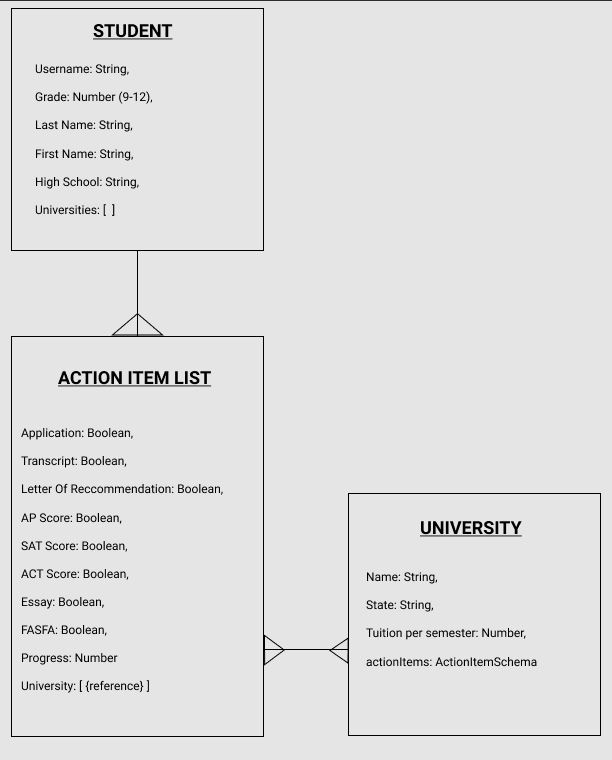 STUDENT
Username: String,
Grade: Number (9-12),
Last Name: String,
First Name: String,
High School: String,
Universities: [  ]
ACTION ITEM LIST
Application: Boolean,
Transcript: Boolean,
Letter Of Reccommendation: Boolean,
AP Score: Boolean,
SAT Score: Boolean,
ACT Score: Boolean,
Essay: Boolean,
FASFA: Boolean,
Progress: Number
University: [ {reference} ]
UNIVERSITY
Name: String,
State: String,
Tuition per semester: Number,
actionItems: ActionItemSchema